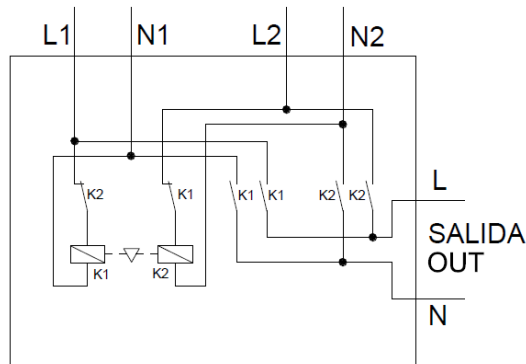 L1 N1 L2 N2
K2 K1 K1 K1 K2 K2
L
SALIDA
OUT
K1 K2
N